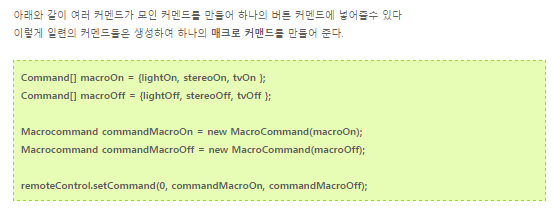 아래와 같이 여러 커멘드가 모인 커멘드를 만들어 하나의 버튼 커멘드에 넣어줄수 있다
이렇게 일련의 커멘드들은 생성하여 하나의 매크로 커맨드를 만들어 준다.
Command[] macroOn = {lightOn, stereoOn, tvOn };
Command[] macroOff = {lightOff, stereoOff, tvOff };
Macrocommand commandMacroOn = new MacroCommand(macroOn);
Macrocommand commandMacroOff = new MacroCommand(macroOff);
remoteControl.setCommand(0, commandMacroOn, commandMacroOff);